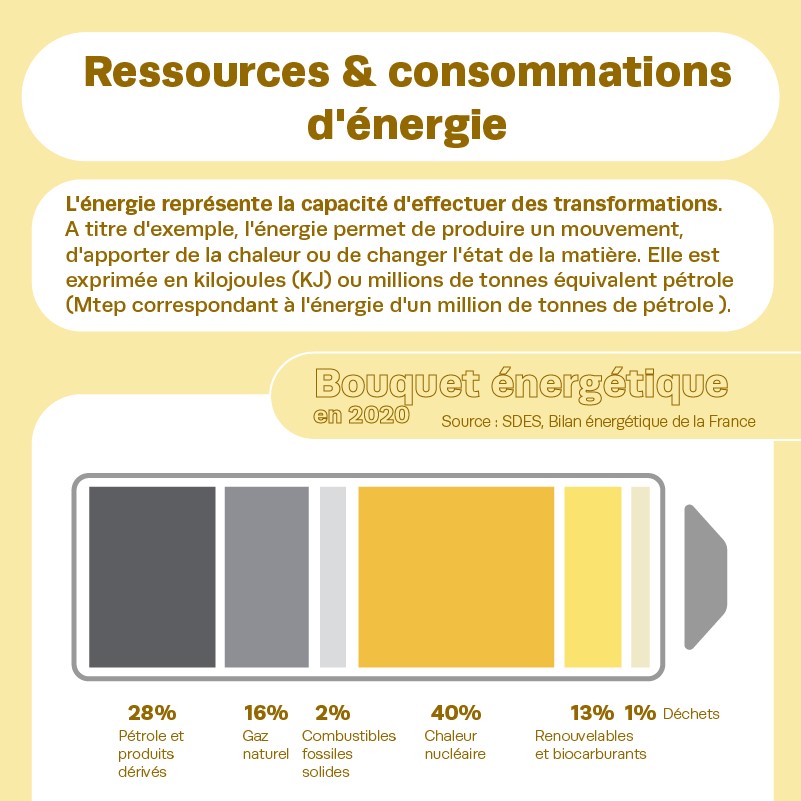 Ressources & consommations
d'énergie
L'énergie représente la capacité d'effectuer des transformations.
A titre d'exemple, l'énergie permet de produire un mouvement,
d'apporter de la chaleur ou de changer l'état de la matière. Elle est
exprimée en kilojoules (KJ) ou millions de tonnes équivalent pétrole
(Mtep correspondant à l'énergie d'un million de tonnes de pétrole ).
Bouquet énergétique
en 2020
Source : SDES, Bilan énergétique de la France
28%
Pétrole et
produits
dérivés
16%
Gaz
naturel
2%
Combustibles
fossiles
solides
40%
Chaleur
nucléaire
13%
Renouvelables
et biocarburants
1% Déchets